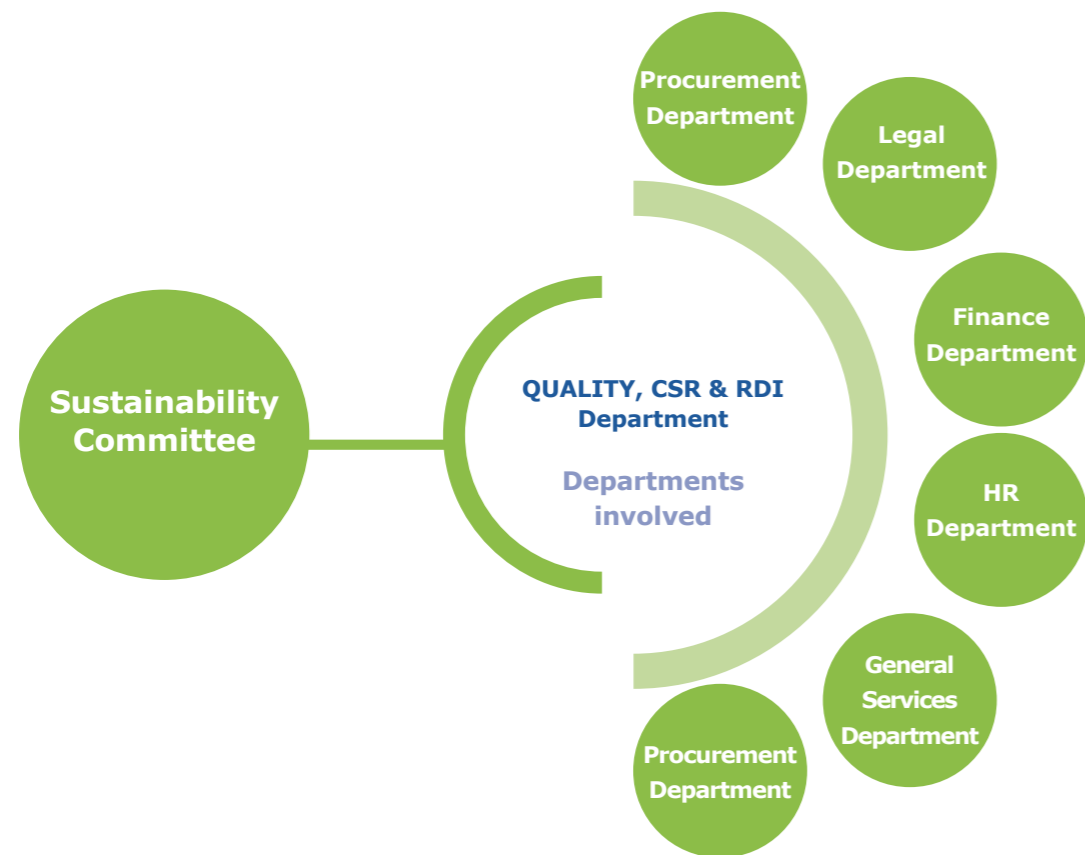 Sustainability
Committee
QUALITY, CSR & RDI
Department
Departments
involved
Procurement
Department
Legal
Department
Finance
Department
HR
Department
General
Services
Department
Procurement
Department